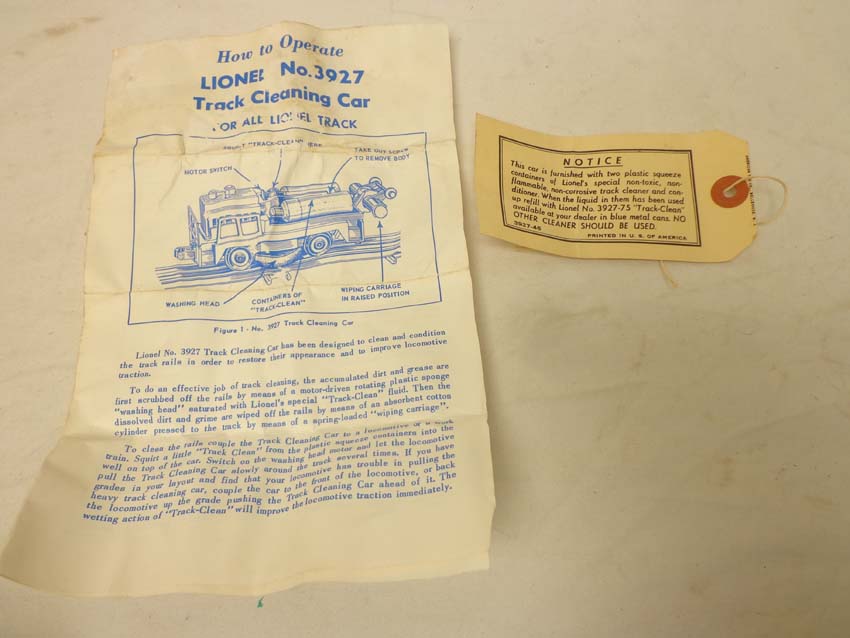 How to Operate
LIONEL No. 3927
Track Cleaning Car
FOR ALL LIONEL TRACK
"TRACK-CLEAN" HERE
TAKE OUT SCREW
TO REMOVE BODY
MOTOR SWITCH
WASHING HEAD
CONTAINERS OF
"TRACK-CLEAN"
WIPING CARRIAGE
IN RAISED POSITION
Figure 1 - No. 3927 Track Cleaning Car
Lionel No. 3927 Track Cleaning Car has been designed to clean and condition
the track rails in order to restore their appearance and to improve locomotive
traction.
To do an effective job of track cleaning, the accumulated dirt and grease are
first scrubbed off the rails by means of a motor-driven rotating plastic sponge
"washing head" saturated with Lionel's special "Track-Clean" fluid. Then the
dissolved dirt and grime are wiped off the rails by means of an absorbent cotton
cylinder pressed to the track by means of a spring-loaded "wiping carriage".
To clean the rails couple the Track Cleaning Car to a locomotive or a work
train. Squirt a little "Track Clean" from the plastic squeeze containers into the
well on top of the car. Switch on the washing head motor and let the locomotive
pull the Track Cleaning Car slowly around the track several times. If you have
grades in your layout and find that your locomotive has trouble in pulling the
heavy track cleaning car, couple the car to the front of the locomotive, or back
the locomotive up the grade pushing the Track Cleaning Car ahead of it. The
wetting action of "Track-Clean" will improve the locomotive traction immediately.
NOTICE
This car is furnished with two plastic squeeze
containers of Lionel's special non-toxic, non-
flammable, non-corrosive track cleaner and con-
ditioner. When the liquid in them has been used
up refill with Lionel No. 3927-75 "Track-Clean"
available at your dealer in blue metal cans. NO
OTHER CLEANER SHOULD BE USED.
3927-46
PRINTED IN U. S. OF AMERICA